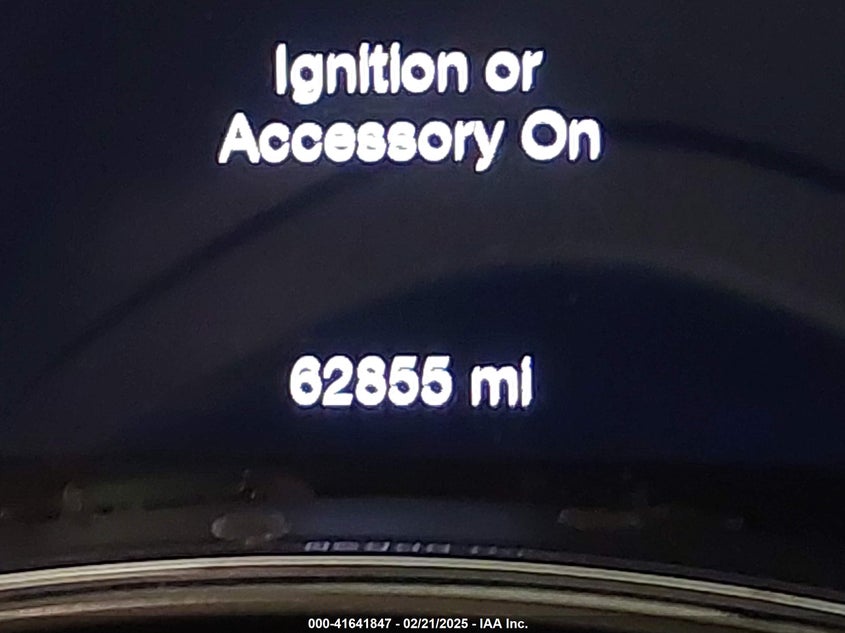 Ignition or
Accessory On
62855 mi
000-41641847 - 02/21/2025 - IAA Inc.